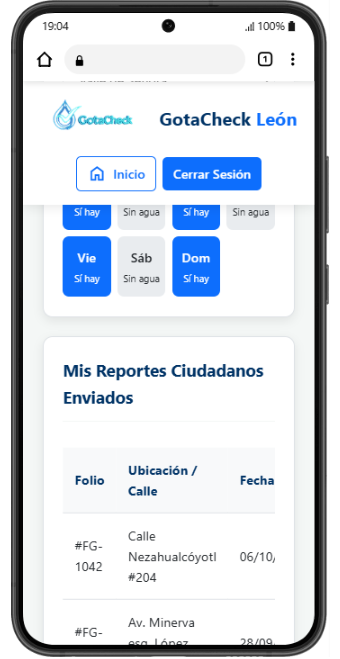 19:04
100%
1
GotaCheck
GotaCheck León
Inicio
Cerrar Sesión
Sí hay
Sin agua
Sí hay
Sin agua
Vie
Sáb
Dom
Sí hay
Sin agua
Sí hay
Mis Reportes Ciudadanos
Enviados
Folio
Ubicación /
Calle
Fecha
#FG-
1042
Calle
Nezahualcóyotl
#204
06/10/
#FG-
Av. Minerva
esq. López
28/09